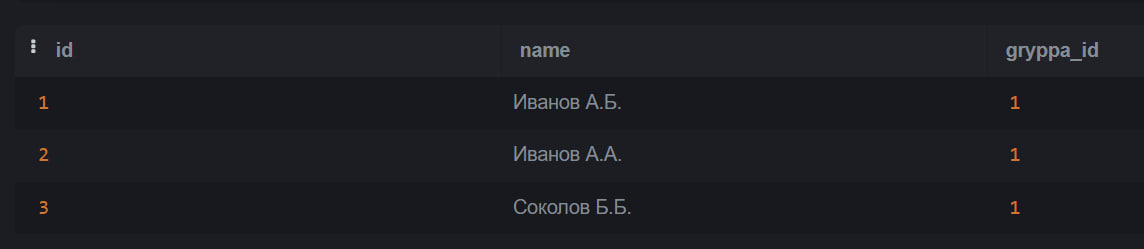 id name gryppa_id
1 Иванов А.Б. 1
2 Иванов А.А. 1
3 Соколов Б.Б. 1